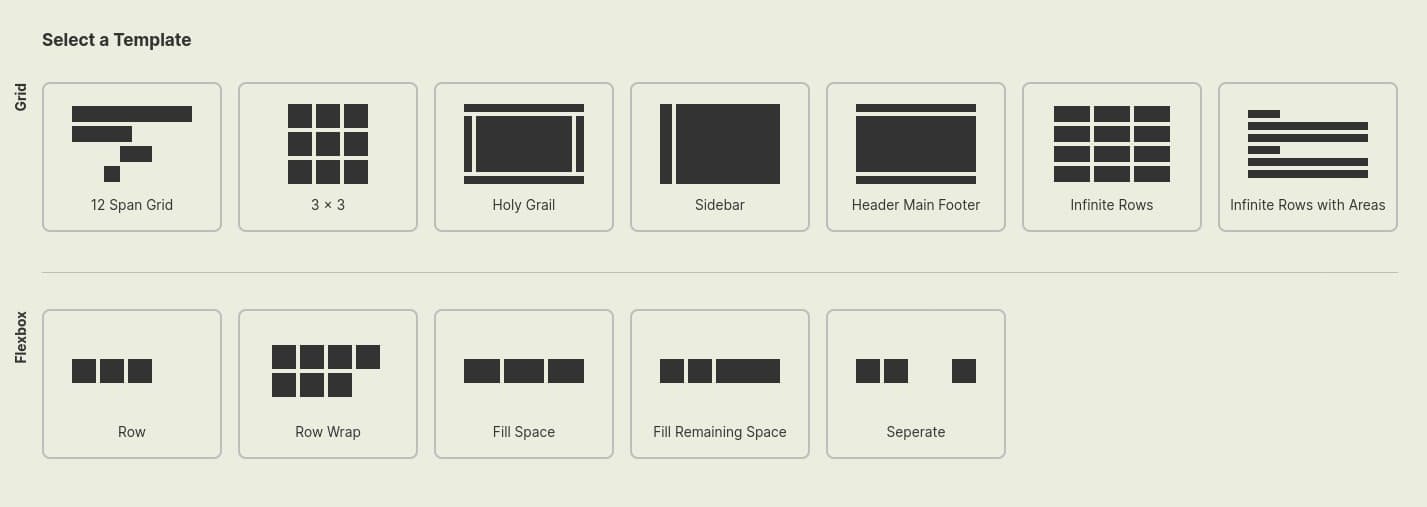 Select a Template
Grid
12 Span Grid
3 × 3
Holy Grail
Sidebar
Header Main Footer
Infinite Rows
Infinite Rows with Areas
Flexbox
Row
Row Wrap
Fill Space
Fill Remaining Space
Seperate